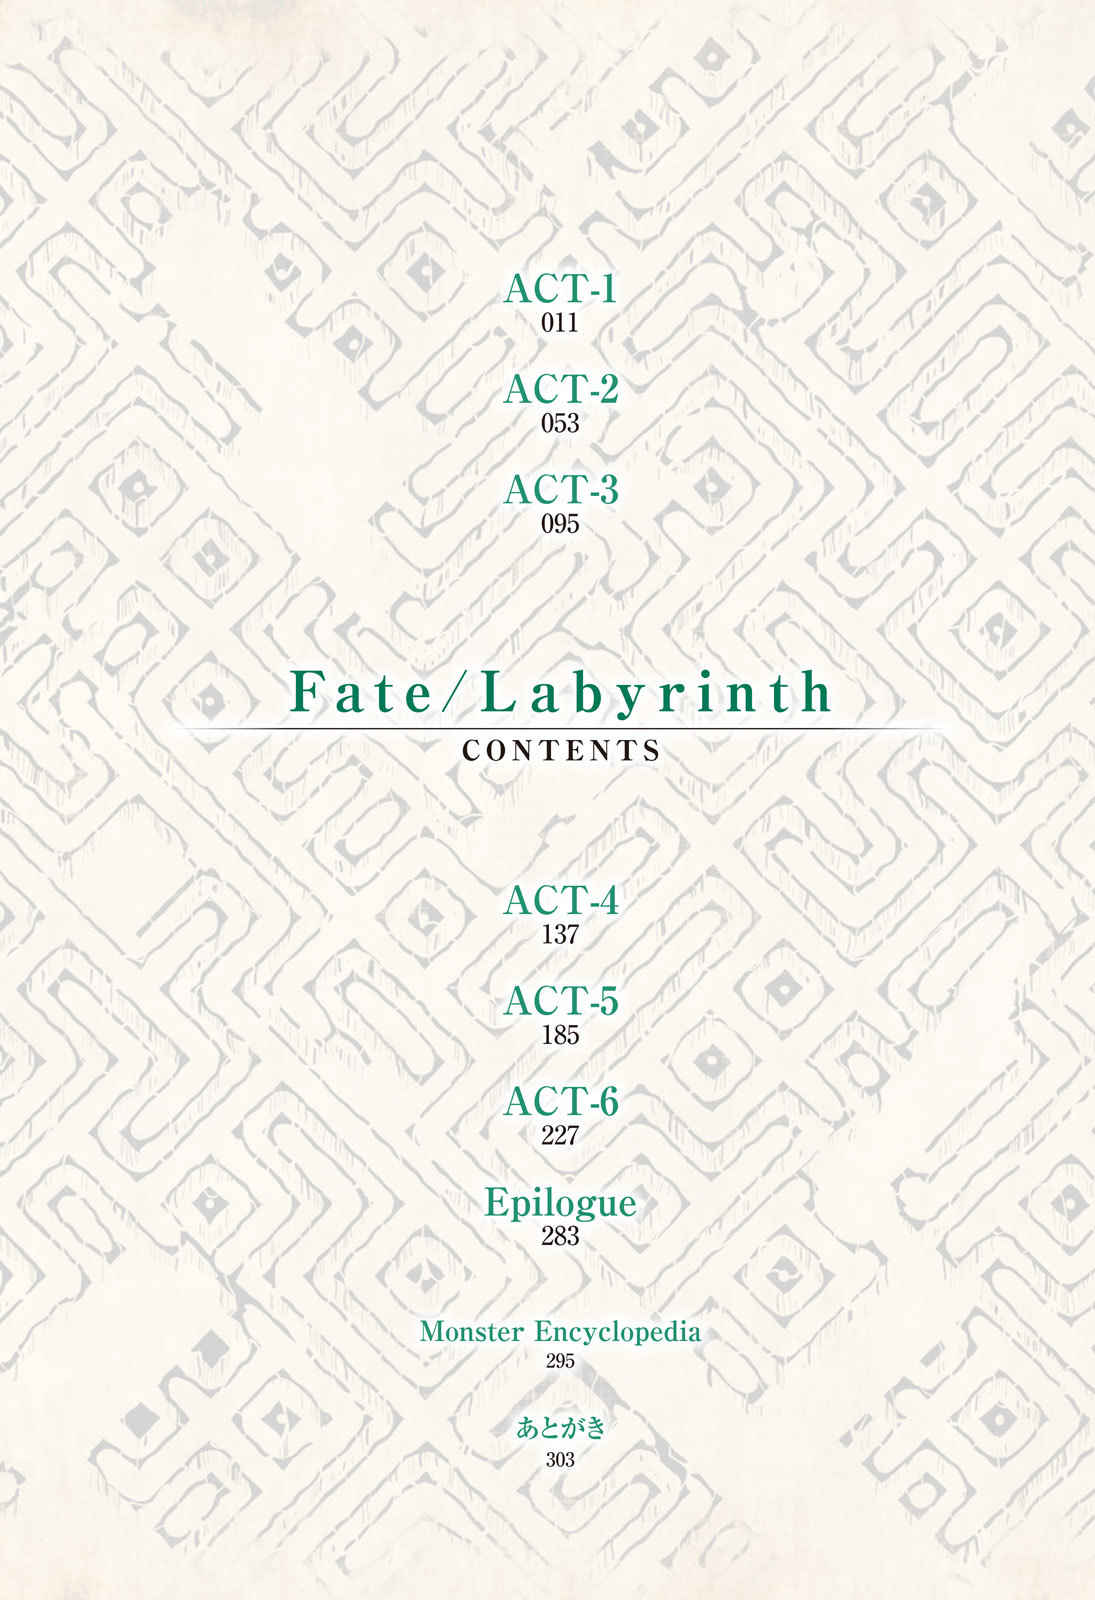 ACT-1
011
ACT-2
053
ACT-3
095
Fate/Labyrinth
CONTENTS
ACT-4
137
ACT-5
185
ACT-6
227
Epilogue
283
Monster Encyclopedia
295
あとがき
303